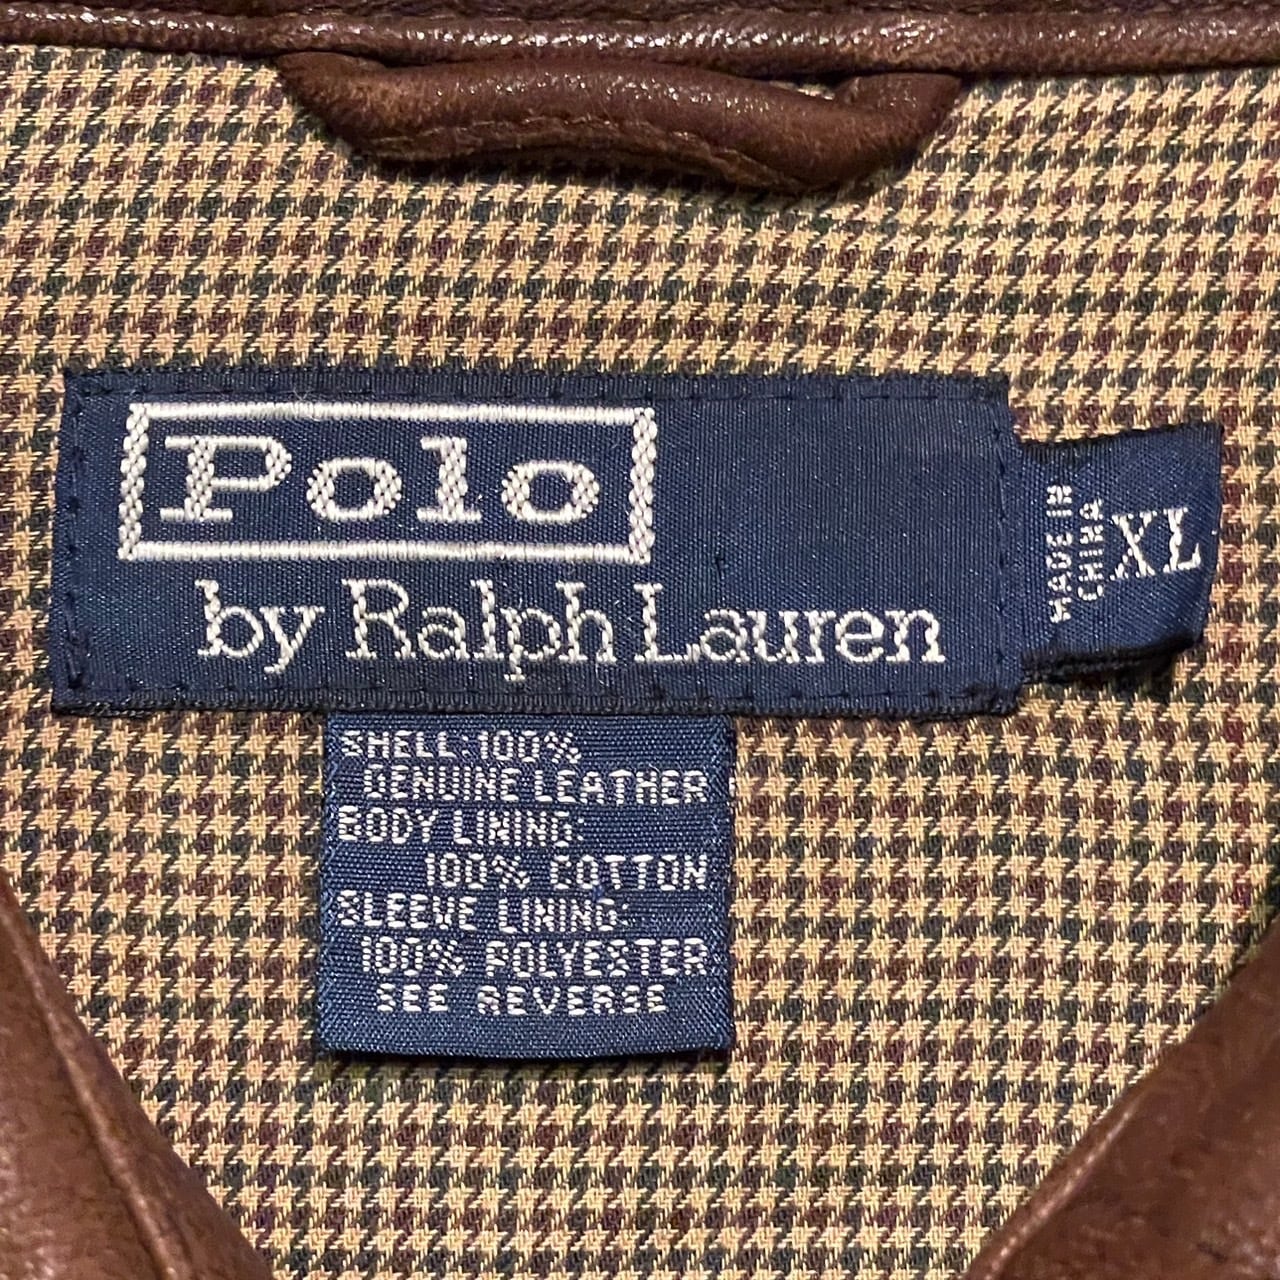 Polo
by Ralph Lauren
MADE IN
CHINA
XL
SHELL: 100%
GENUINE LEATHER
BODY LINING:
100% COTTON
SLEEVE LINING:
100% POLYESTER
SEE REVERSE